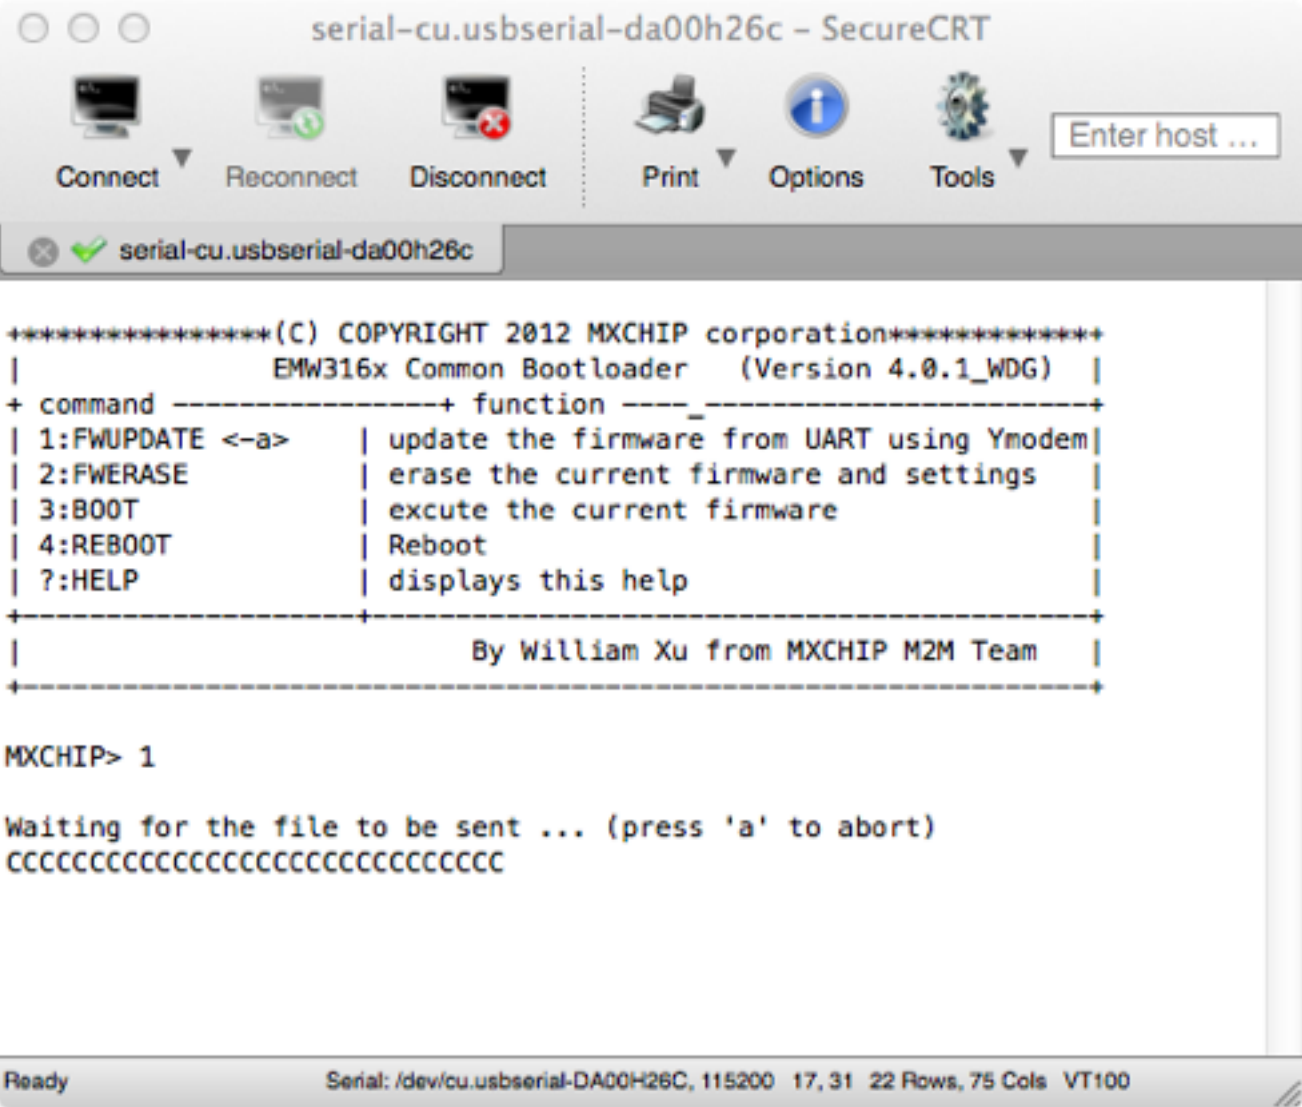 serial-cu.usbserial-da00h26c – SecureCRT
Connect Reconnect Disconnect Print Options Tools Enter host ...
serial-cu.usbserial-da00h26c
+****************(C) COPYRIGHT 2012 MXCHIP corporation*************+
| EMW316x Common Bootloader (Version 4.0.1_WDG) |
+ command ----------------+ function ----_-----------------------+
| 1:FWUPDATE <-a> | update the firmware from UART using Ymodem|
| 2:FWERASE | erase the current firmware and settings |
| 3:BOOT | excute the current firmware |
| 4:REBOOT | Reboot |
| ?:HELP | displays this help |
+--------------------+--------------------------------------------+
| By William Xu from MXCHIP M2M Team |
+-----------------------------------------------------------------+
MXCHIP> 1
Waiting for the file to be sent ... (press 'a' to abort)
CCCCCCCCCCCCCCCCCCCCCCCCCCCCCC
Ready Serial: /dev/cu.usbserial-DA00H26C, 115200 17, 31 22 Rows, 75 Cols VT100